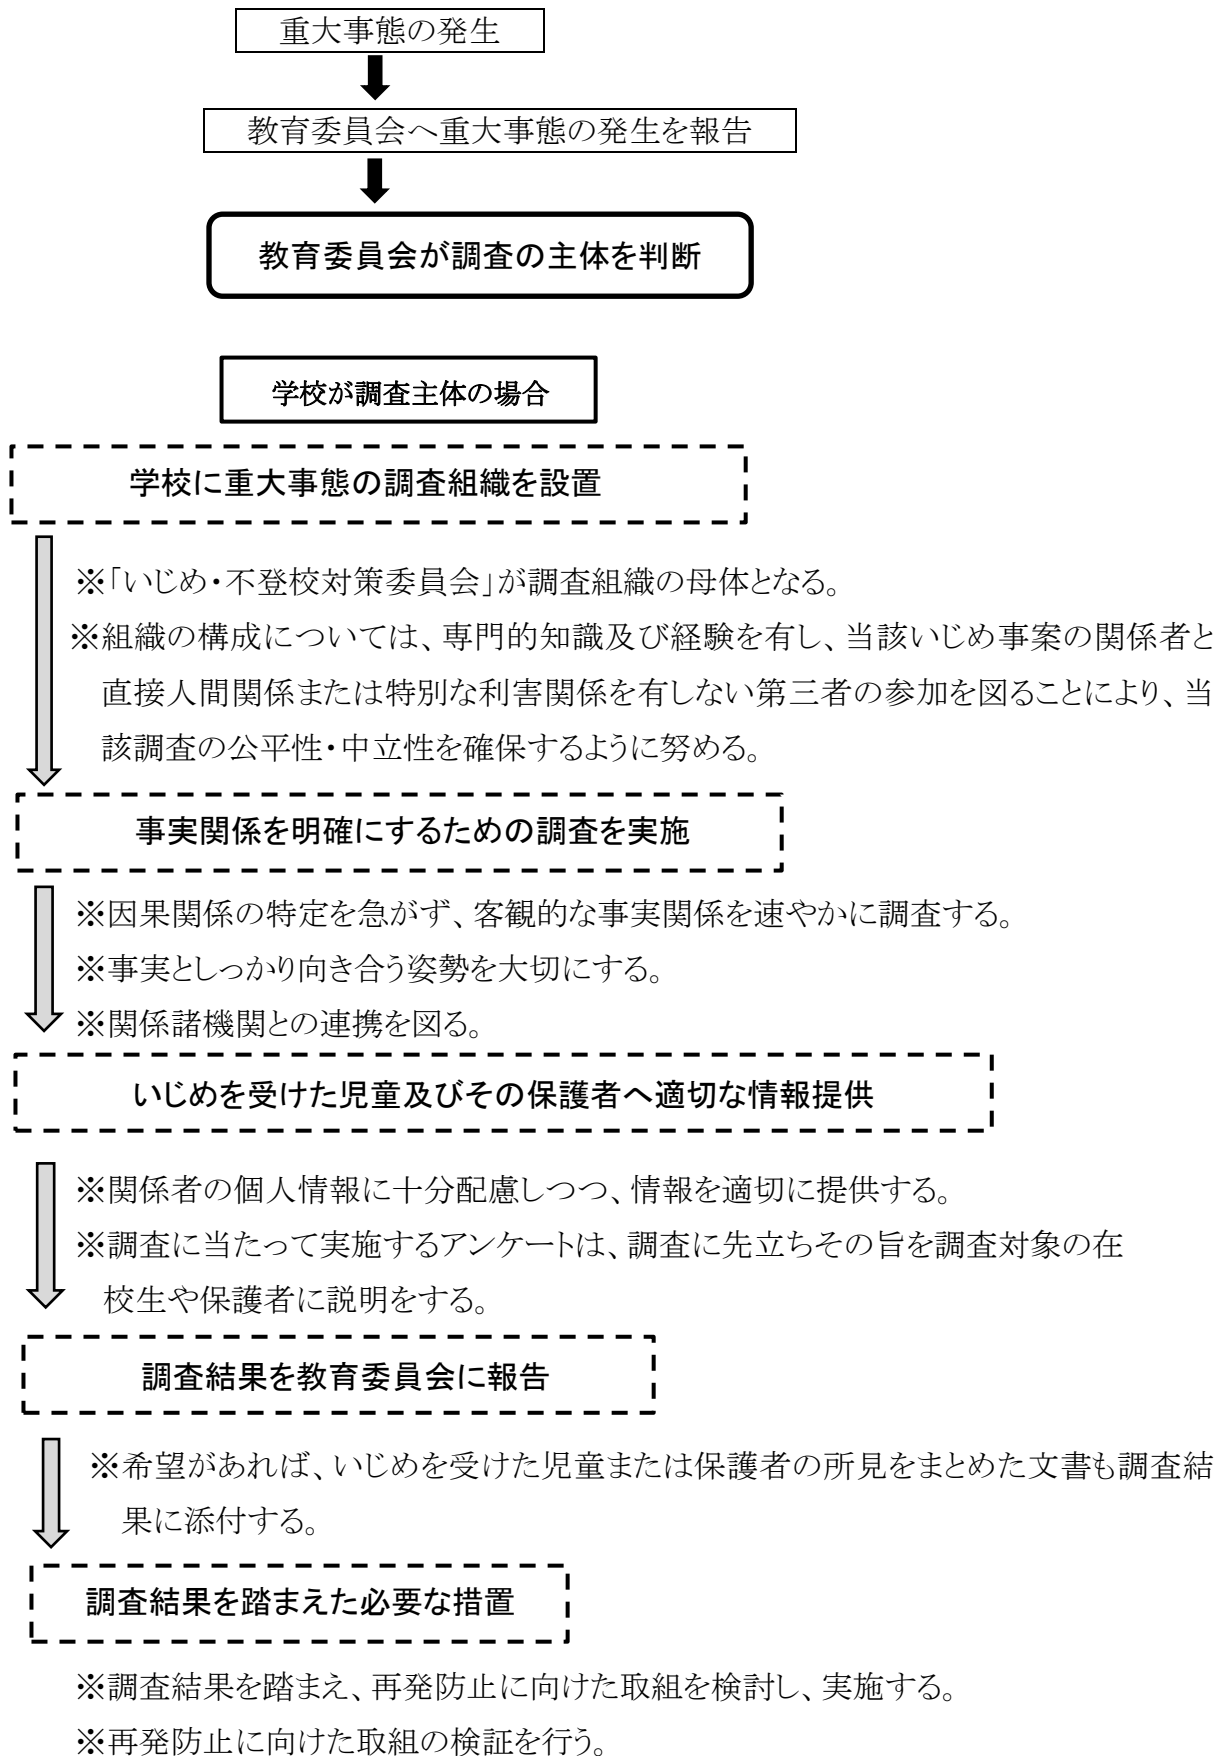 重大事態の発生
教育委員会へ重大事態の発生を報告
教育委員会が調査の主体を判断
学校が調査主体の場合
学校に重大事態の調査組織を設置
※「いじめ・不登校対策委員会」が調査組織の母体となる。
※組織の構成については、専門的知識及び経験を有し、当該いじめ事案の関係者と
直接人間関係または特別な利害関係を有しない第三者の参加を図ることにより、当
該調査の公平性・中立性を確保するように努める。
事実関係を明確にするための調査を実施
※因果関係の特定を急がず、客観的な事実関係を速やかに調査する。
※事実としっかり向き合う姿勢を大切にする。
※関係諸機関との連携を図る。
いじめを受けた児童及びその保護者へ適切な情報提供
※関係者の個人情報に十分配慮しつつ、情報を適切に提供する。
※調査に当たって実施するアンケートは、調査に先立ちその旨を調査対象の在
校生や保護者に説明をする。
調査結果を教育委員会に報告
※希望があれば、いじめを受けた児童または保護者の所見をまとめた文書も調査結
果に添付する。
調査結果を踏まえた必要な措置
※調査結果を踏まえ、再発防止に向けた取組を検討し、実施する。
※再発防止に向けた取組の検証を行う。